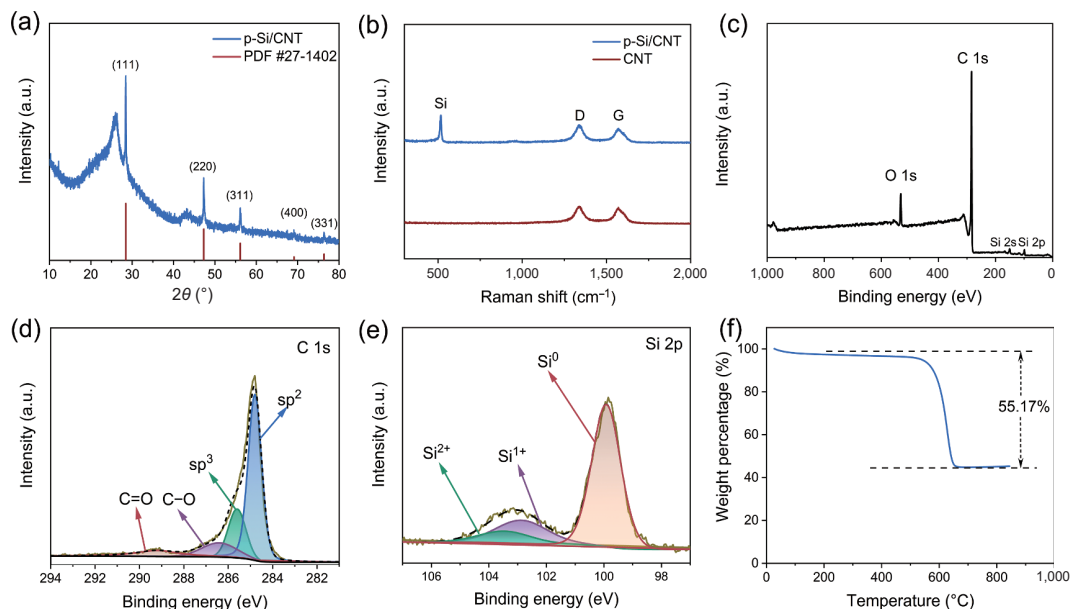 (a)
p-Si/CNT
PDF #27-1402
(111)
(220)
(311)
(400)
(331)
Intensity (a.u.)
10 20 30 40 50 60 70 80
2θ (°)
(b)
p-Si/CNT
CNT
Si
D
G
Intensity (a.u.)
500 1,000 1,500 2,000
Raman shift (cm⁻¹)
(c)
C 1s
O 1s
Si 2s
Si 2p
Intensity (a.u.)
1,000 800 600 400 200 0
Binding energy (eV)
(d)
C 1s
sp²
sp³
C−O
C=O
Intensity (a.u.)
294 292 290 288 286 284 282
Binding energy (eV)
(e)
Si 2p
Si⁰
Si¹⁺
Si²⁺
Intensity (a.u.)
106 104 102 100 98
Binding energy (eV)
(f)
100
80
60
40
20
0
55.17%
Weight percentage (%)
0 200 400 600 800 1,000
Temperature (°C)